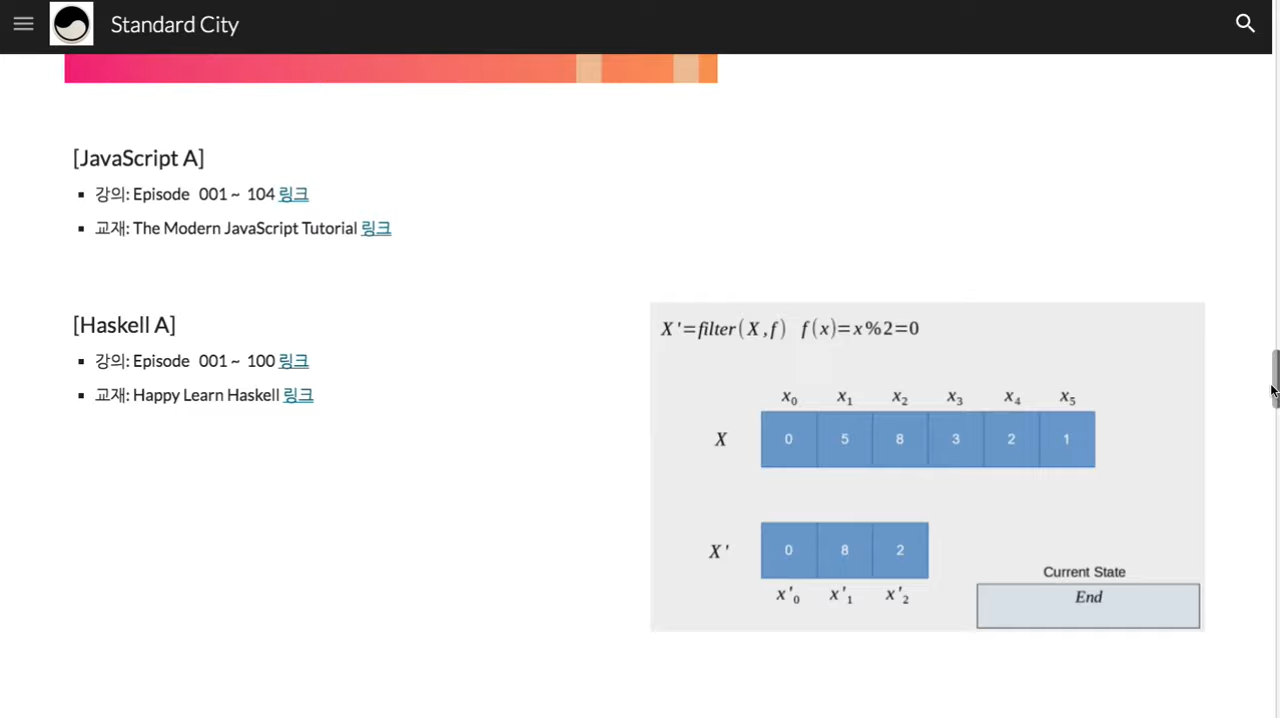 Standard City
[JavaScript A]
▪ 강의: Episode 001 ~ 104 링크
▪ 교재: The Modern JavaScript Tutorial 링크
[Haskell A]
▪ 강의: Episode 001 ~ 100 링크
▪ 교재: Happy Learn Haskell 링크
X'=filter(X,f) f(x)=x%2=0
x₀ x₁ x₂ x₃ x₄ x₅
X 0 5 8 3 2 1
X' 0 8 2
x'₀ x'₁ x'₂
Current State
End